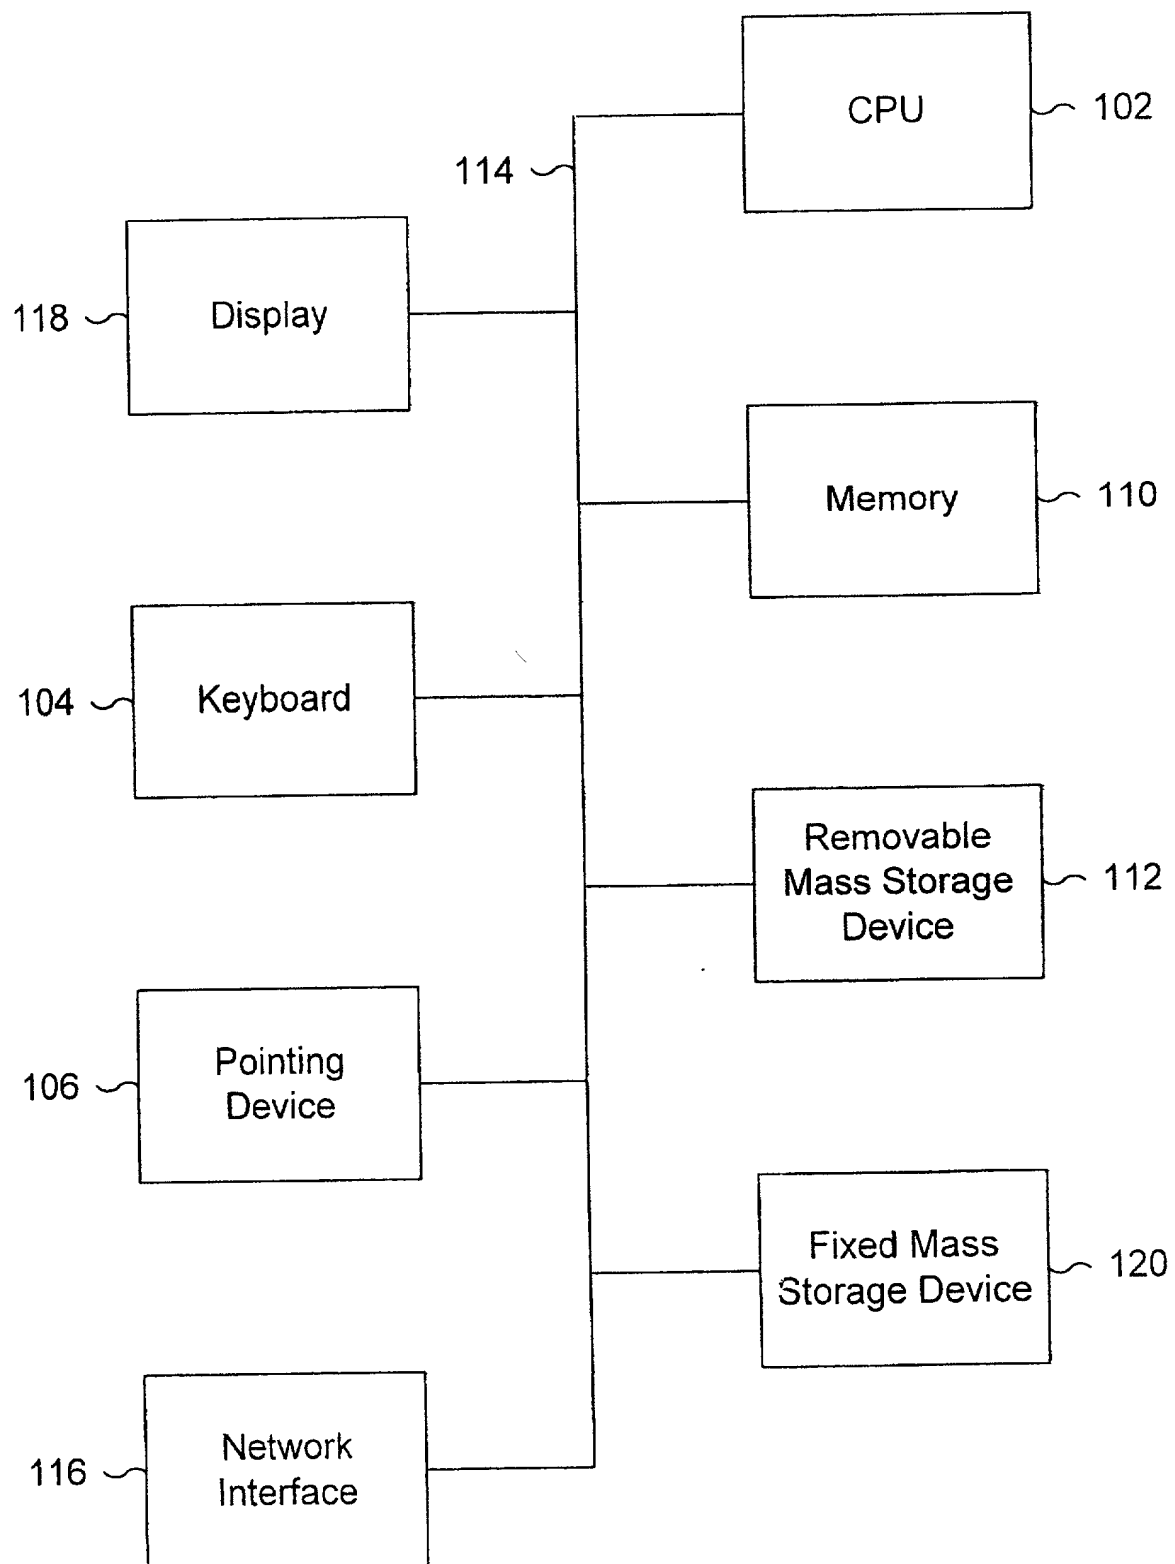 CPU
102
114
118
Display
Memory
110
104
Keyboard
Removable
Mass Storage
Device
112
106
Pointing
Device
Fixed Mass
Storage Device
120
116
Network
Interface